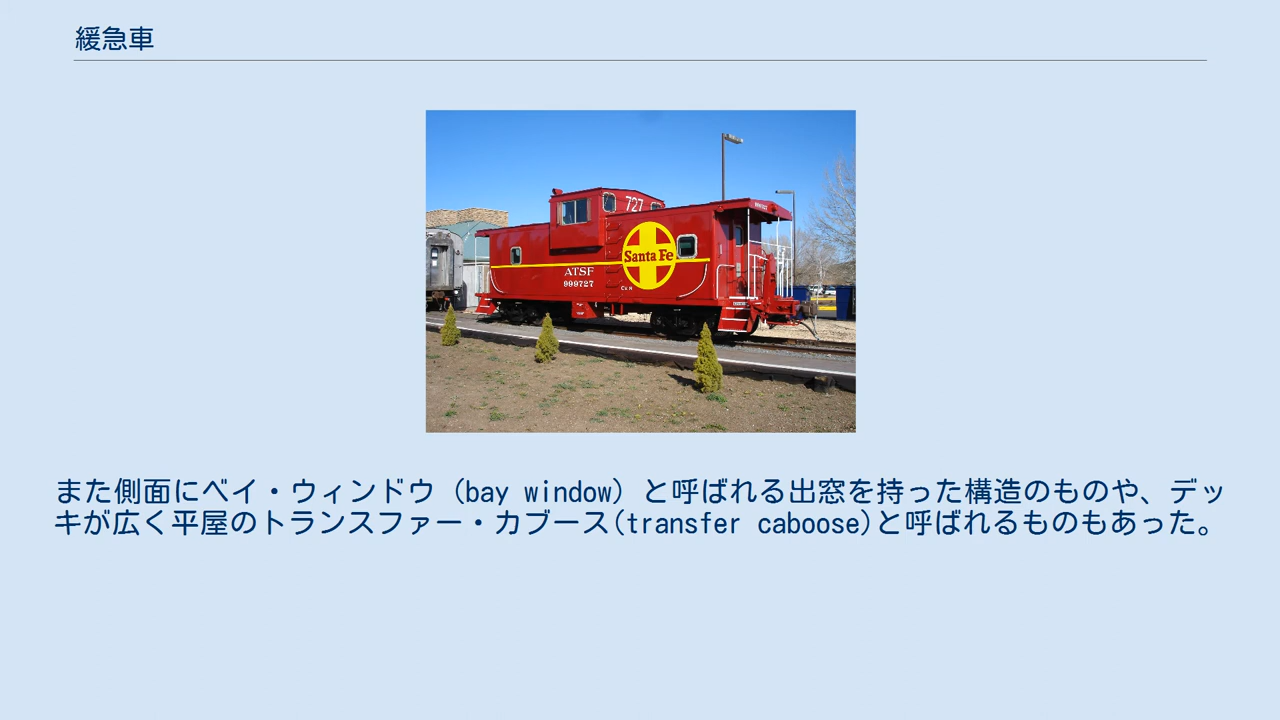 緩急車
727
Santa Fe
ATSF
999727
また側面にベイ・ウィンドウ (bay window) と呼ばれる出窓を持った構造のものや、デッ
キが広く平屋のトランスファー・カブース(transfer caboose)と呼ばれるものもあった。